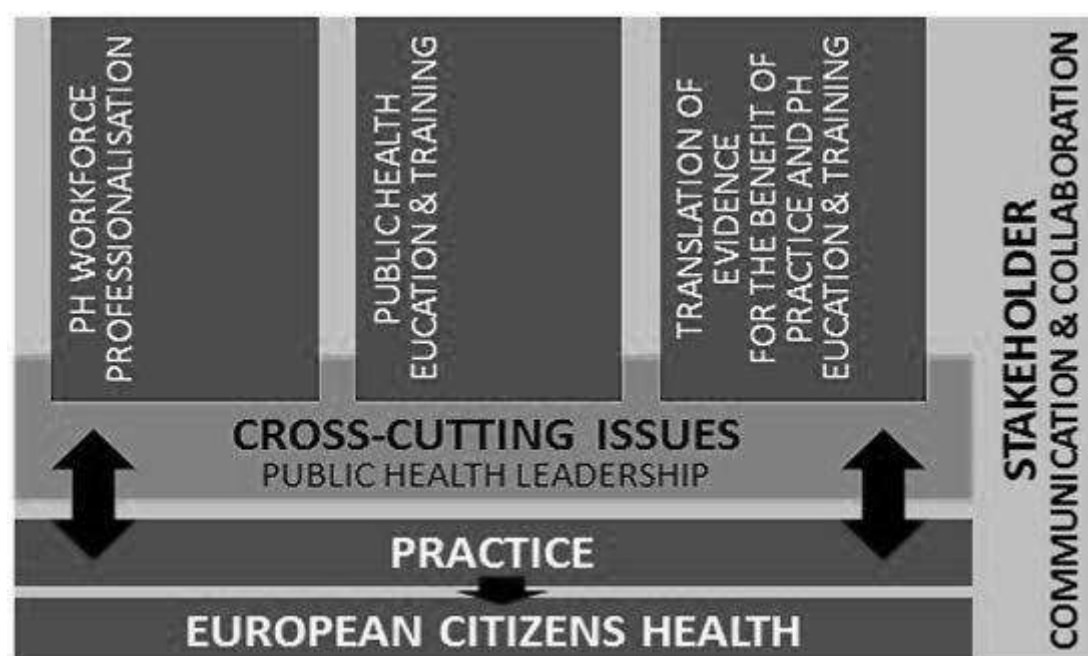 PH WORKFORCE
PROFESSIONALISATION
PUBLIC HEALTH
EUCATION & TRAINING
TRANSLATION OF
EVIDENCE
FOR THE BENEFIT OF
PRACTICE AND PH
EUCATION & TRAINING
STAKEHOLDER
COMMUNICATION & COLLABORATION
CROSS-CUTTING ISSUES
PUBLIC HEALTH LEADERSHIP
PRACTICE
EUROPEAN CITIZENS HEALTH